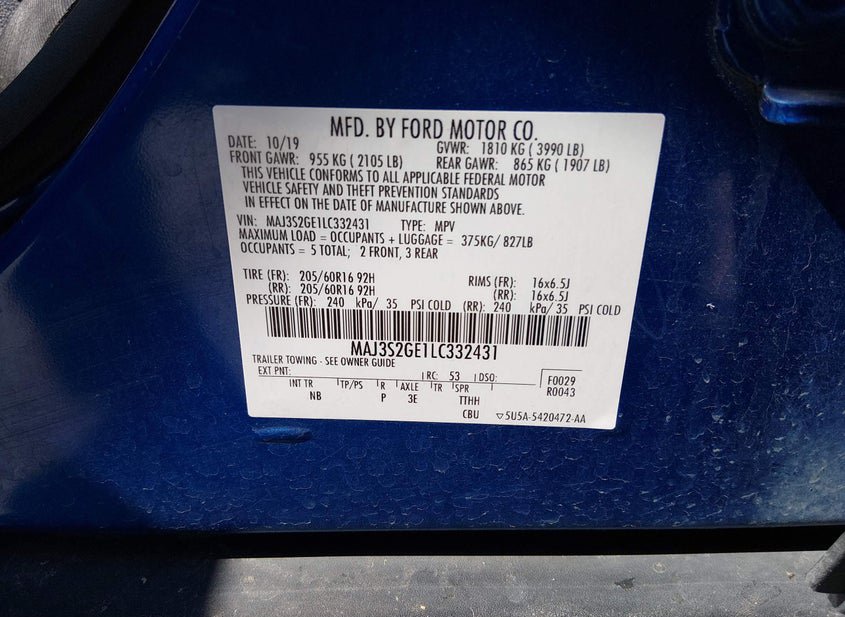 MFD. BY FORD MOTOR CO.
DATE: 10/19 GVWR: 1810 KG ( 3990 LB)
FRONT GAWR: 955 KG ( 2105 LB) REAR GAWR: 865 KG ( 1907 LB)
THIS VEHICLE CONFORMS TO ALL APPLICABLE FEDERAL MOTOR
VEHICLE SAFETY AND THEFT PREVENTION STANDARDS
IN EFFECT ON THE DATE OF MANUFACTURE SHOWN ABOVE.
VIN: MAJ3S2GE1LC332431 TYPE: MPV
MAXIMUM LOAD = OCCUPANTS + LUGGAGE = 375KG/ 827LB
OCCUPANTS = 5 TOTAL; 2 FRONT, 3 REAR
TIRE (FR): 205/60R16 92H RIMS (FR): 16x6.5J
(RR): 205/60R16 92H (RR): 16x6.5J
PRESSURE (FR): 240 kPa/ 35 PSI COLD (RR): 240 kPa/ 35 PSI COLD
MAJ3S2GE1LC332431
TRAILER TOWING - SEE OWNER GUIDE
EXT PNT: RC: 53 DSO: F0029
INT TR TP/PS R AXLE TR SPR R0043
NB P 3E TTHH
CBU 5U5A-5420472-AA